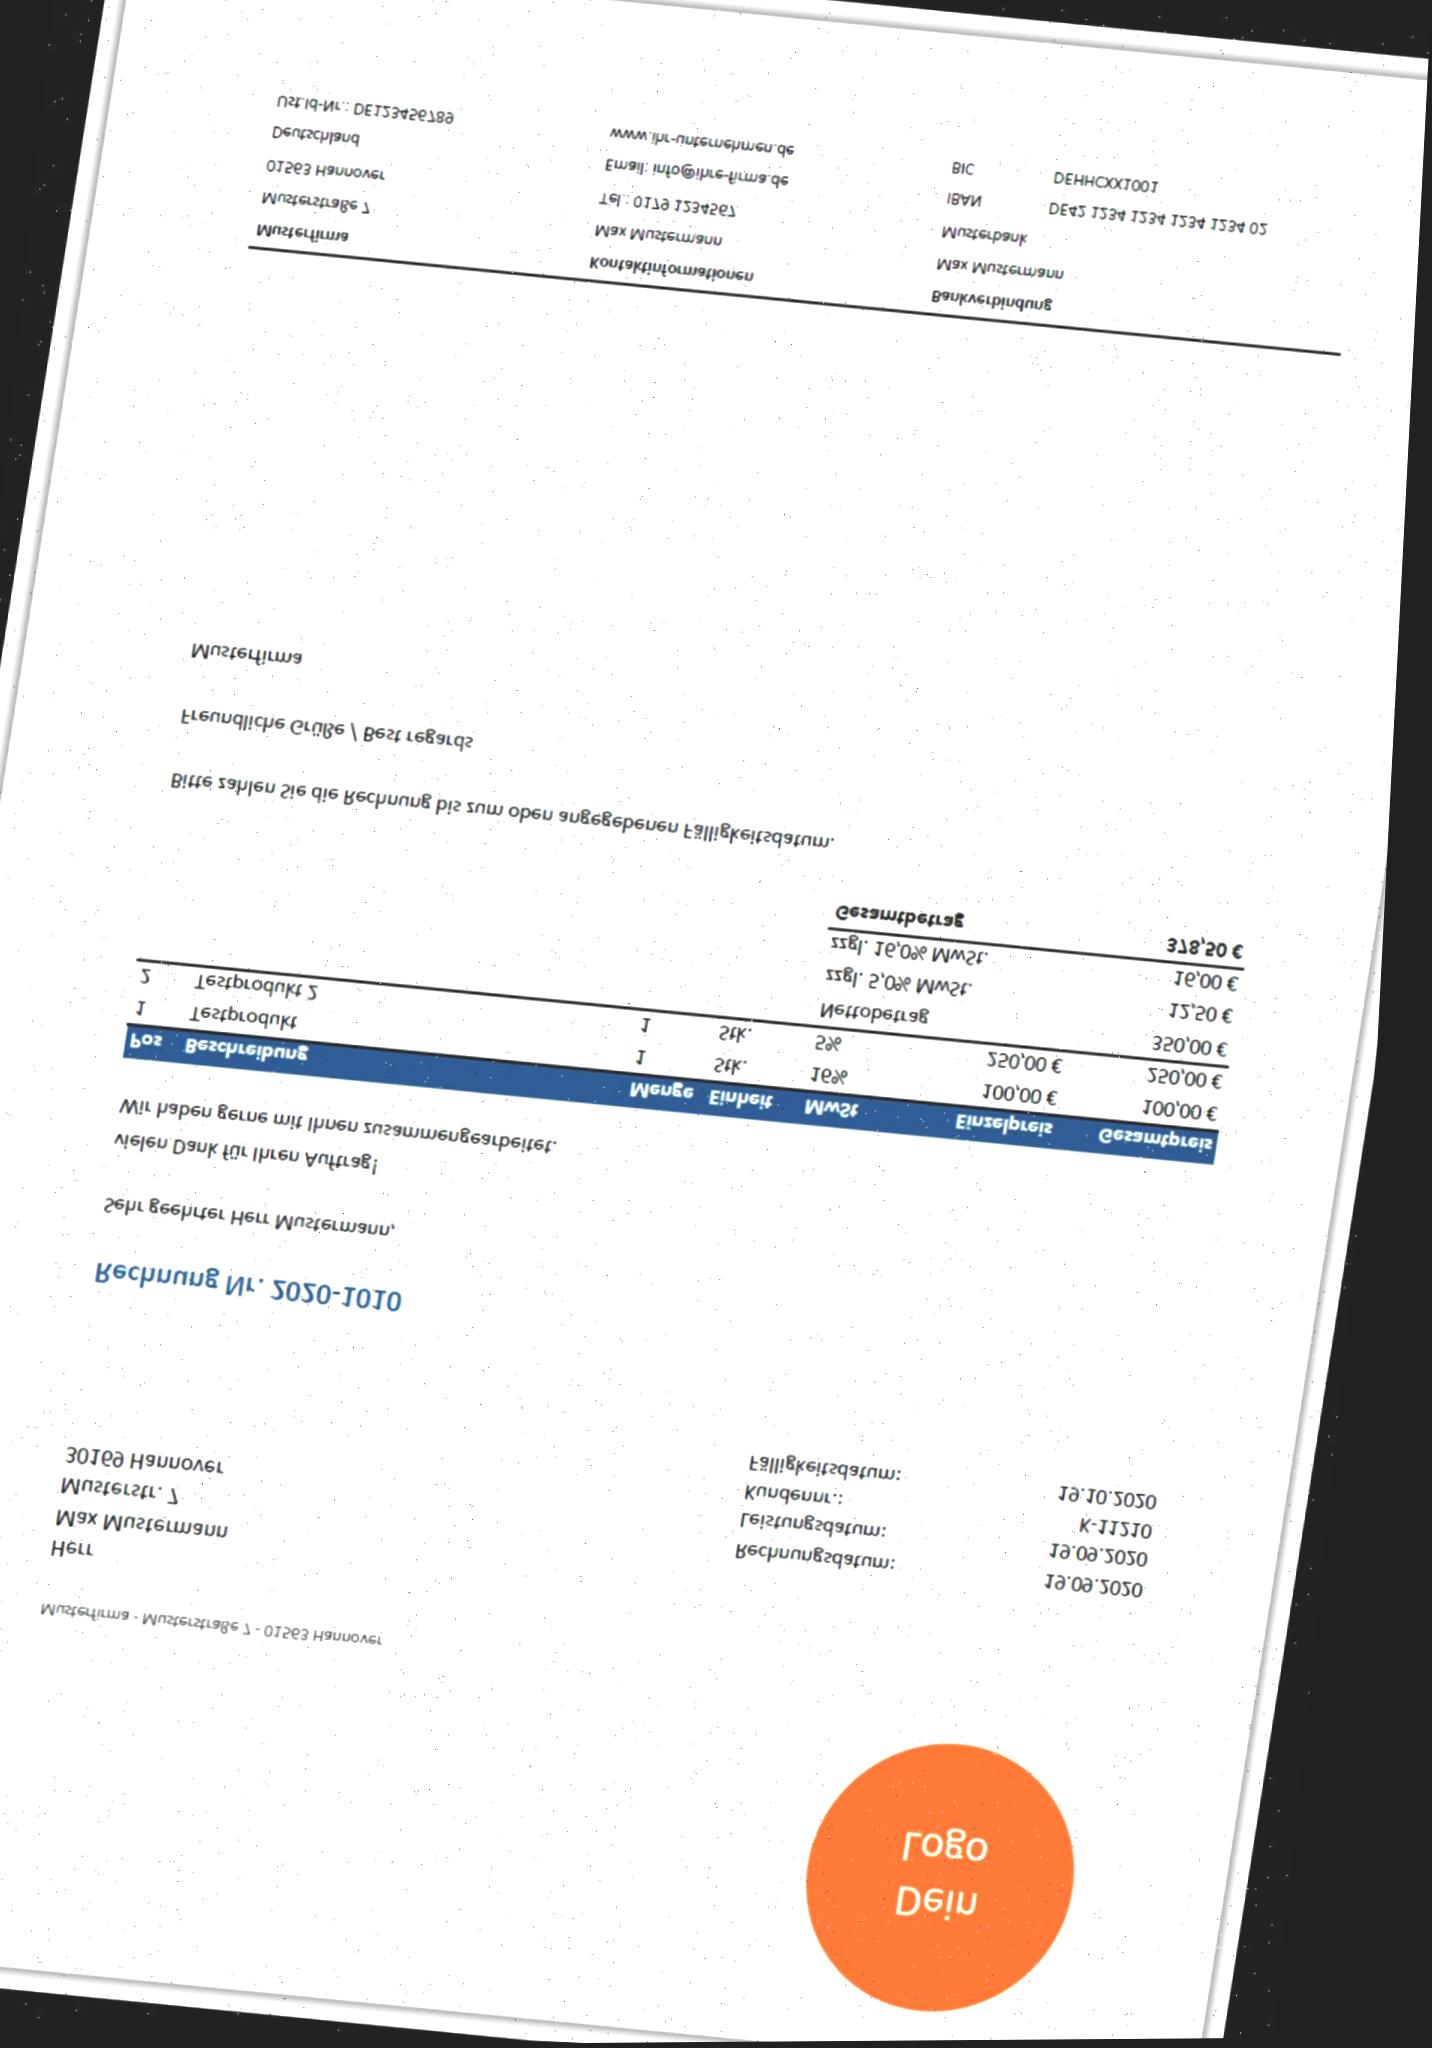 Dein
Logo
Musterfirma - Musterstraße 7 - 01563 Hannover
Herr
Max Mustermann
Musterstr. 7
30169 Hannover
Rechnungsdatum: 19.09.2020
Leistungsdatum: 19.09.2020
Kundennr.: K-11210
Fälligkeitsdatum: 19.10.2020
Rechnung Nr. 2020-1010
Sehr geehrter Herr Mustermann,
vielen Dank für Ihren Auftrag!
Wir haben gerne mit Ihnen zusammengearbeitet.
Pos Beschreibung Menge Einheit MwSt Einzelpreis Gesamtpreis
1 Testprodukt 1 Stk. 16% 100,00 € 100,00 €
2 Testprodukt 2 1 Stk. 5% 250,00 € 250,00 €
Nettobetrag 350,00 €
zzgl. 5,0% MwSt. 12,50 €
zzgl. 16,0% MwSt. 16,00 €
Gesamtbetrag 378,50 €
Bitte zahlen Sie die Rechnung bis zum oben angegebenen Fälligkeitsdatum.
Freundliche Grüße / Best regards
Musterfirma
Musterfirma
Musterstraße 7
01563 Hannover
Deutschland
Ust.Id-Nr.: DE123456789
Kontaktinformationen
Max Mustermann
Tel.: 0179 1234567
Email: info@ihre-firma.de
www.ihr-unternehmen.de
Bankverbindung
Max Mustermann
Musterbank
IBAN DE42 1234 1234 1234 1234 02
BIC DEHHCXX1001